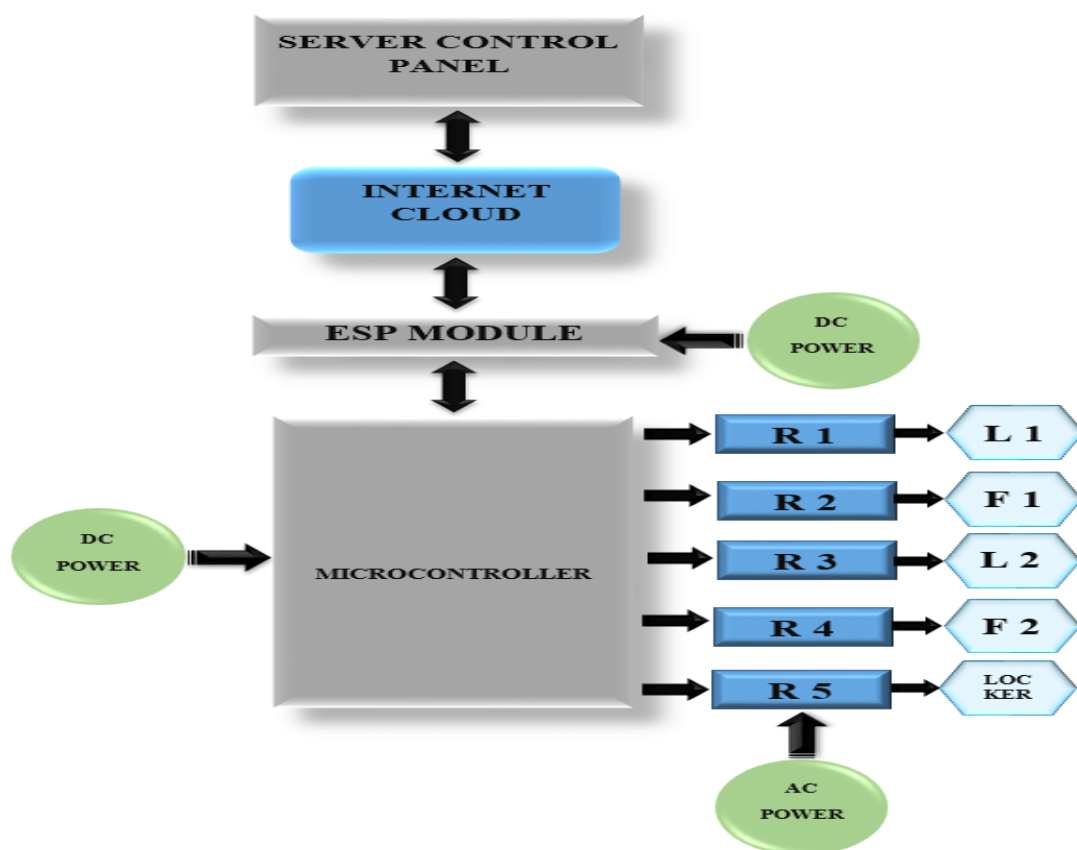 SERVER CONTROL
PANEL
INTERNET
CLOUD
ESP MODULE
DC
POWER
R 1
L 1
R 2
F 1
DC
POWER
MICROCONTROLLER
R 3
L 2
R 4
F 2
R 5
LOC
KER
AC
POWER